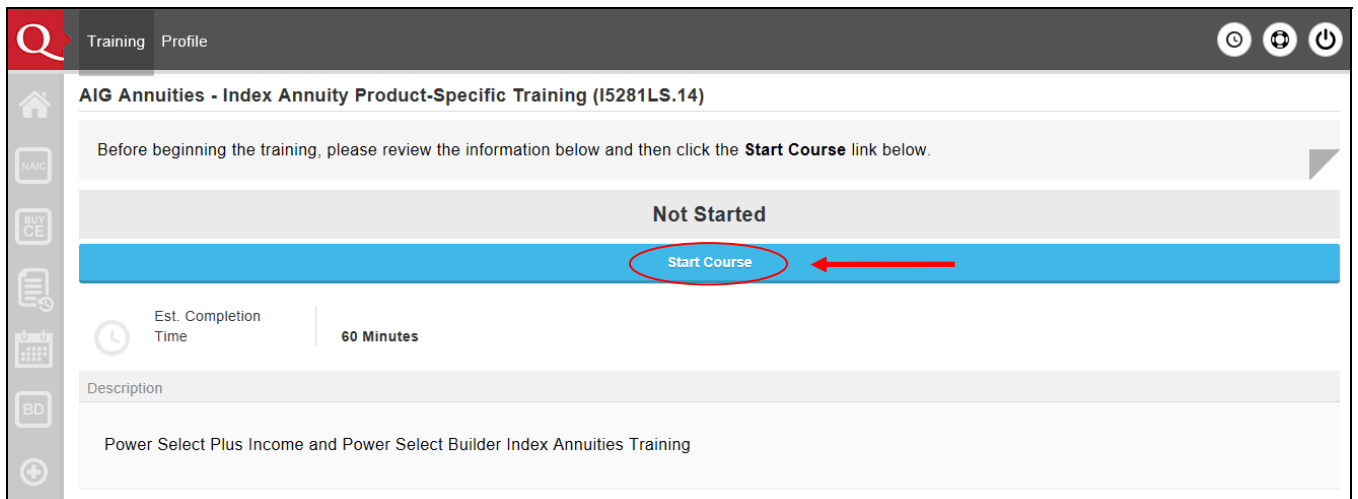 Q
Training Profile
AIG Annuities - Index Annuity Product-Specific Training (I5281LS.14)
Before beginning the training, please review the information below and then click the Start Course link below.
NAIC
Not Started
BUY
CE
Start Course
Est. Completion
Time
60 Minutes
Description
BD
Power Select Plus Income and Power Select Builder Index Annuities Training